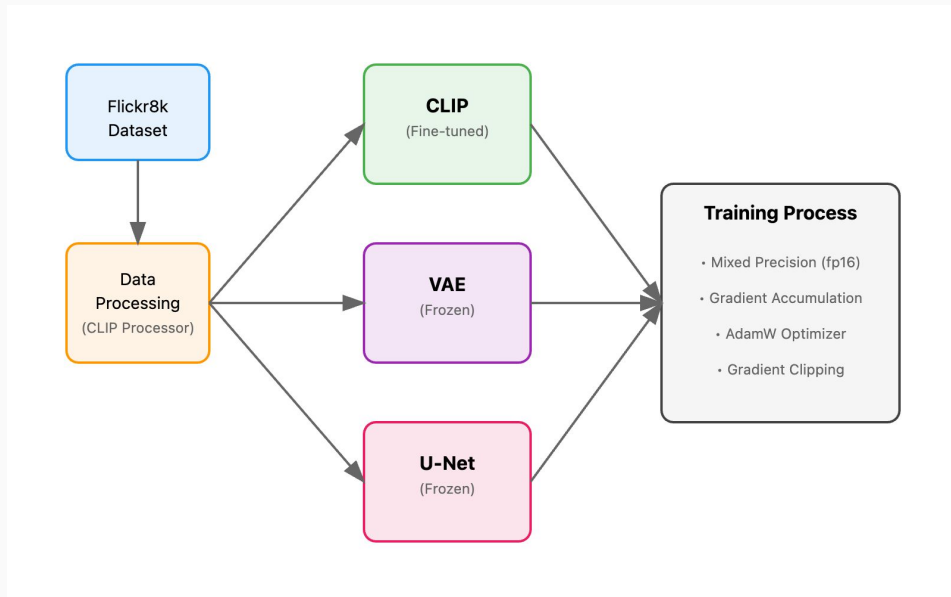 Flickr8k
Dataset
Data
Processing
(CLIP Processor)
CLIP
(Fine-tuned)
VAE
(Frozen)
U-Net
(Frozen)
Training Process
• Mixed Precision (fp16)
• Gradient Accumulation
• AdamW Optimizer
• Gradient Clipping